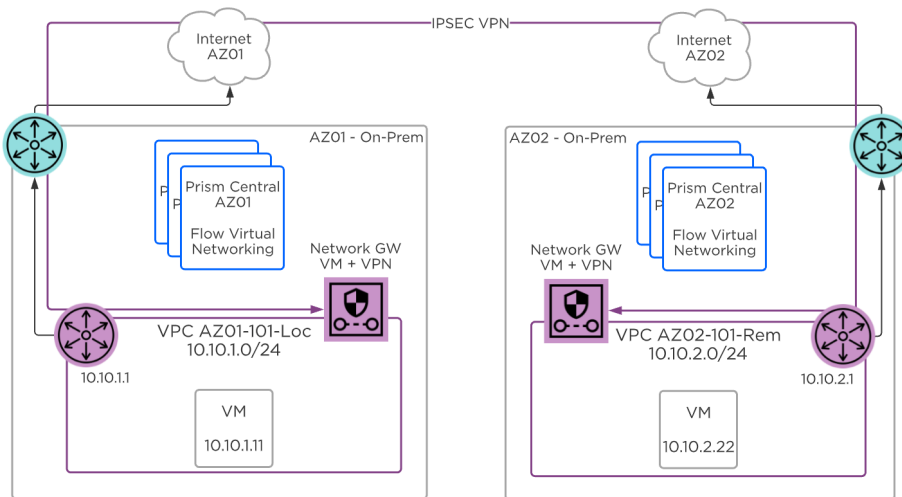 IPSEC VPN
Internet
AZ01
Internet
AZ02
AZ01 - On-Prem
P
P
Prism Central
AZ01
Flow Virtual
Networking
Network GW
VM + VPN
VPC AZ01-101-Loc
10.10.1.0/24
10.10.1.1
VM
10.10.1.11
AZ02 - On-Prem
P
P
Prism Central
AZ02
Flow Virtual
Networking
Network GW
VM + VPN
VPC AZ02-101-Rem
10.10.2.0/24
10.10.2.1
VM
10.10.2.22